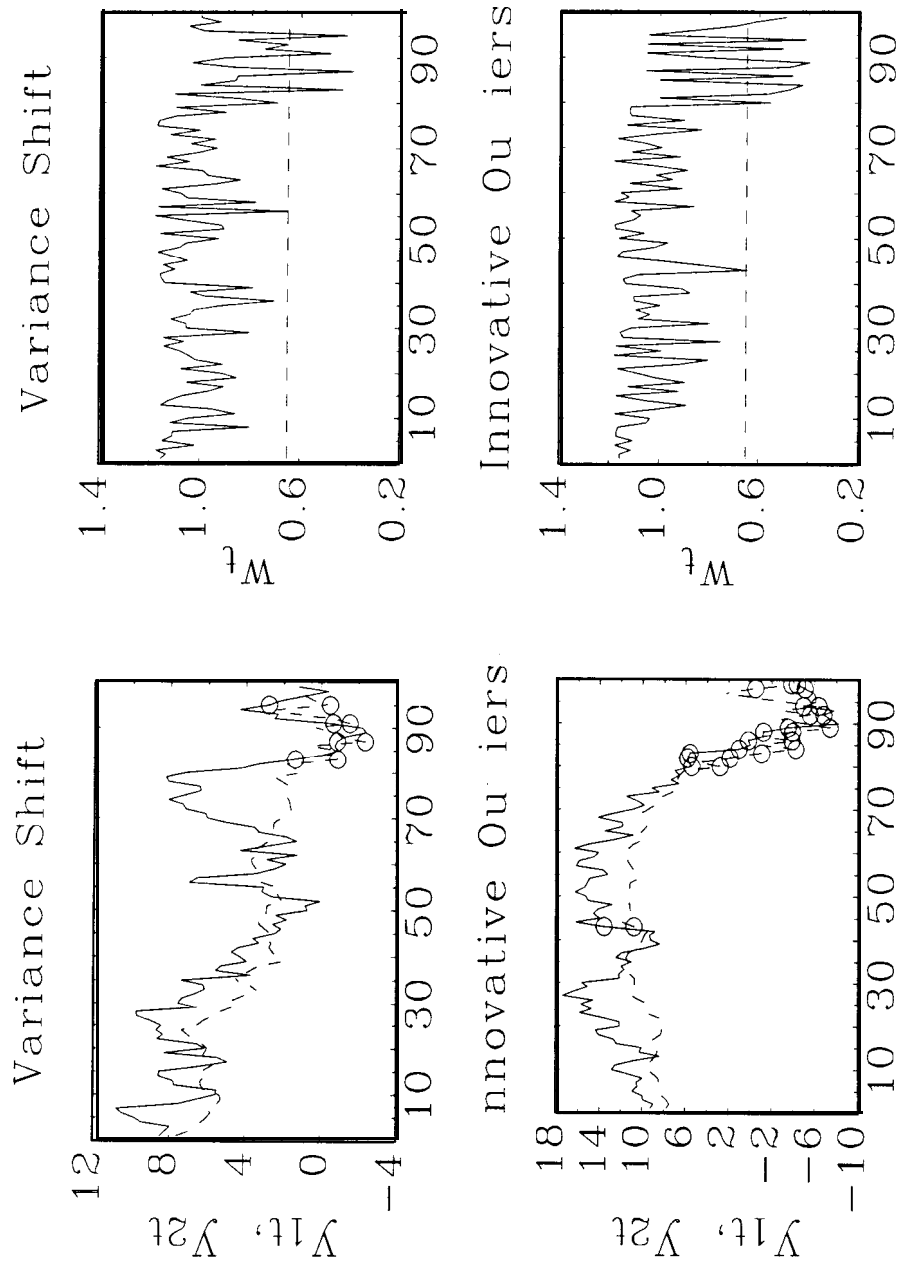 Variance Shift
Variance Shift
12
8
4
0
−4
y1t, y2t
10 30 50 70 90
1.4
1.0
0.6
0.2
Wt
10 30 50 70 90
nnovative Ou iers
Innovative Ou iers
18
14
10
6
2
−2
−6
−10
y1t, y2t
10 30 50 70 90
1.4
1.0
0.6
0.2
Wt
10 30 50 70 90